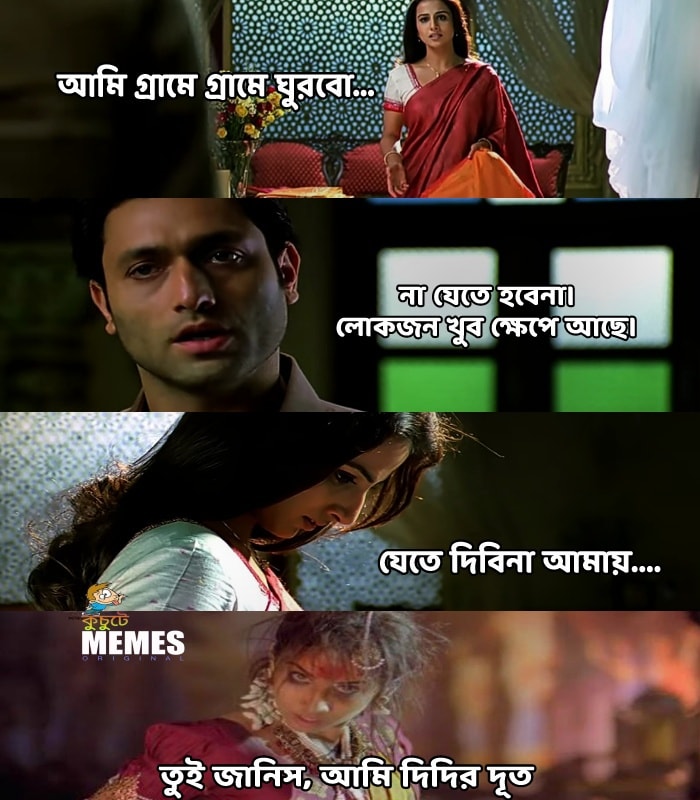 আমি গ্রামে গ্রামে ঘুরবো...
না যেতে হবেনা।
লোকজন খুব ক্ষেপে আছে।
যেতে দিবিনা আমায়....
কুচুটে
MEMES
ORIGINAL
তুই জানিস, আমি দিদির দূত